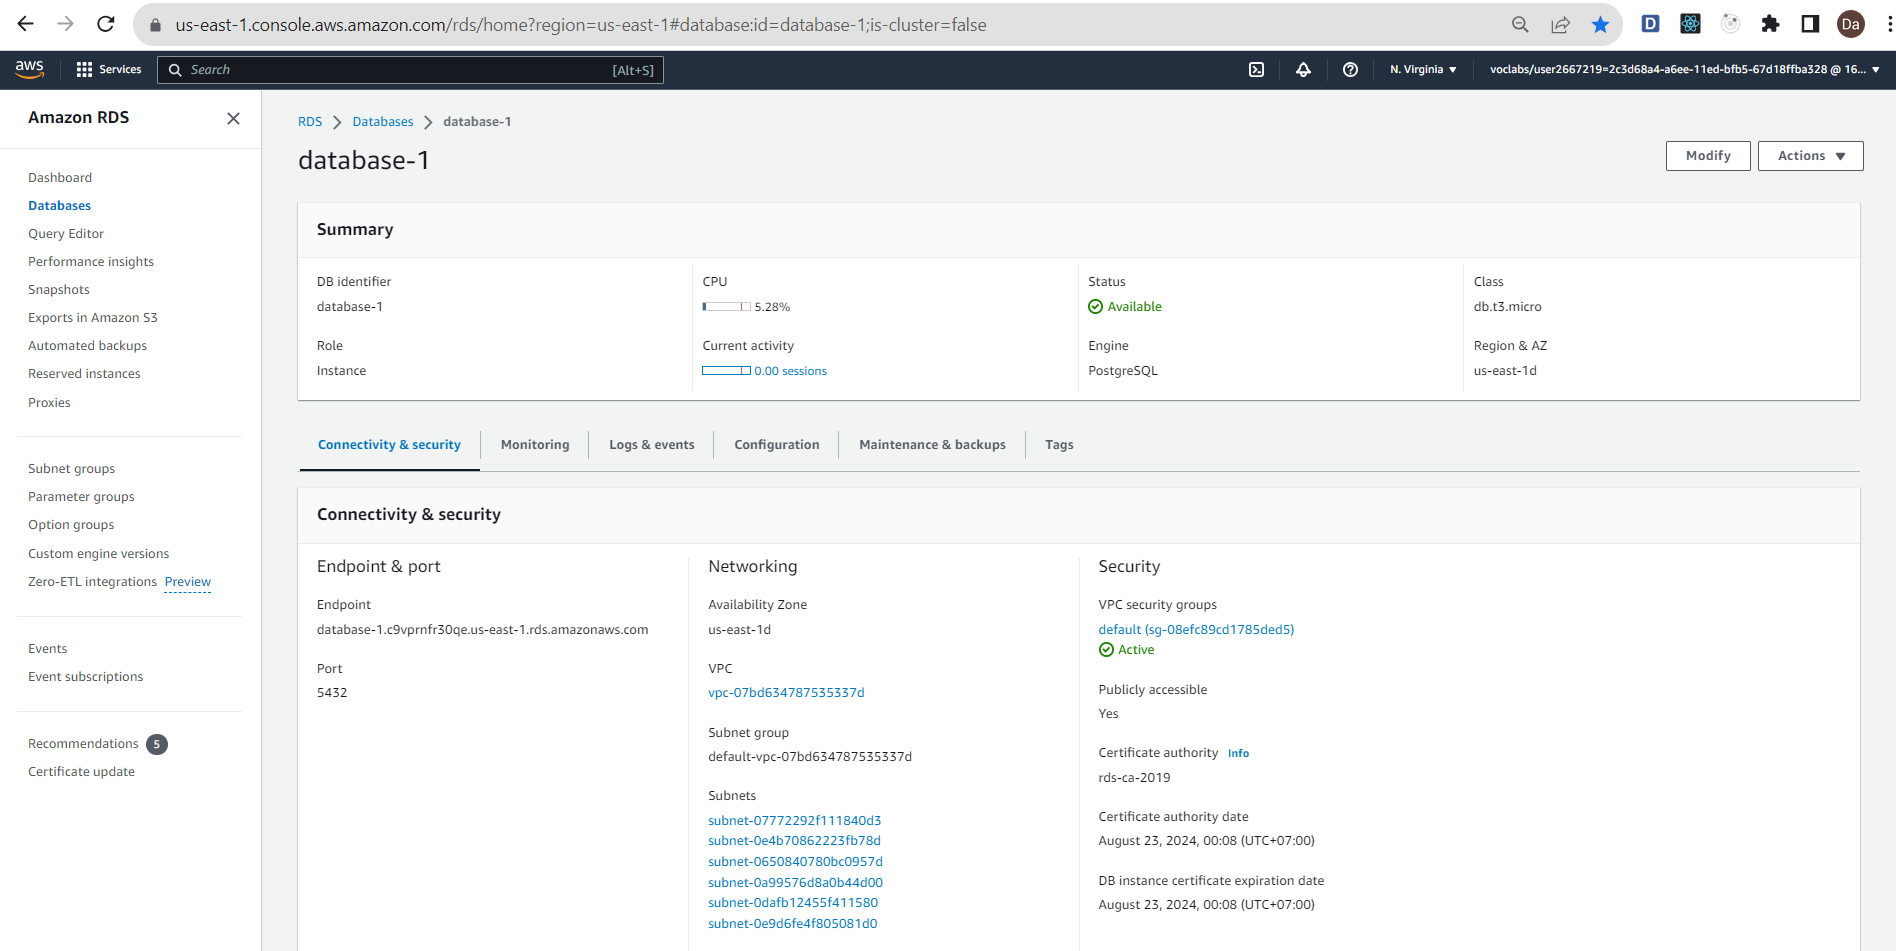 us-east-1.console.aws.amazon.com/rds/home?region=us-east-1#database:id=database-1;is-cluster=false
D
Da
aws
Services
Search
[Alt+S]
N. Virginia
voclabs/user2667219=2c3d68a4-a6ee-11ed-bfb5-67d18ffba328 @ 16...
Amazon RDS
Dashboard
Databases
Query Editor
Performance insights
Snapshots
Exports in Amazon S3
Automated backups
Reserved instances
Proxies
Subnet groups
Parameter groups
Option groups
Custom engine versions
Zero-ETL integrations Preview
Events
Event subscriptions
Recommendations 5
Certificate update
RDS > Databases > database-1
database-1
Modify
Actions
Summary
DB identifier
database-1
CPU
5.28%
Status
Available
Class
db.t3.micro
Role
Instance
Current activity
0.00 sessions
Engine
PostgreSQL
Region & AZ
us-east-1d
Connectivity & security
Monitoring
Logs & events
Configuration
Maintenance & backups
Tags
Connectivity & security
Endpoint & port
Endpoint
database-1.c9vprnfr30qe.us-east-1.rds.amazonaws.com
Port
5432
Networking
Availability Zone
us-east-1d
VPC
vpc-07bd634787535337d
Subnet group
default-vpc-07bd634787535337d
Subnets
subnet-07772292f111840d3
subnet-0e4b70862223fb78d
subnet-0650840780bc0957d
subnet-0a99576d8a0b44d00
subnet-0dafb12455f411580
subnet-0e9d6fe4f805081d0
Security
VPC security groups
default (sg-08efc89cd1785ded5)
Active
Publicly accessible
Yes
Certificate authority Info
rds-ca-2019
Certificate authority date
August 23, 2024, 00:08 (UTC+07:00)
DB instance certificate expiration date
August 23, 2024, 00:08 (UTC+07:00)